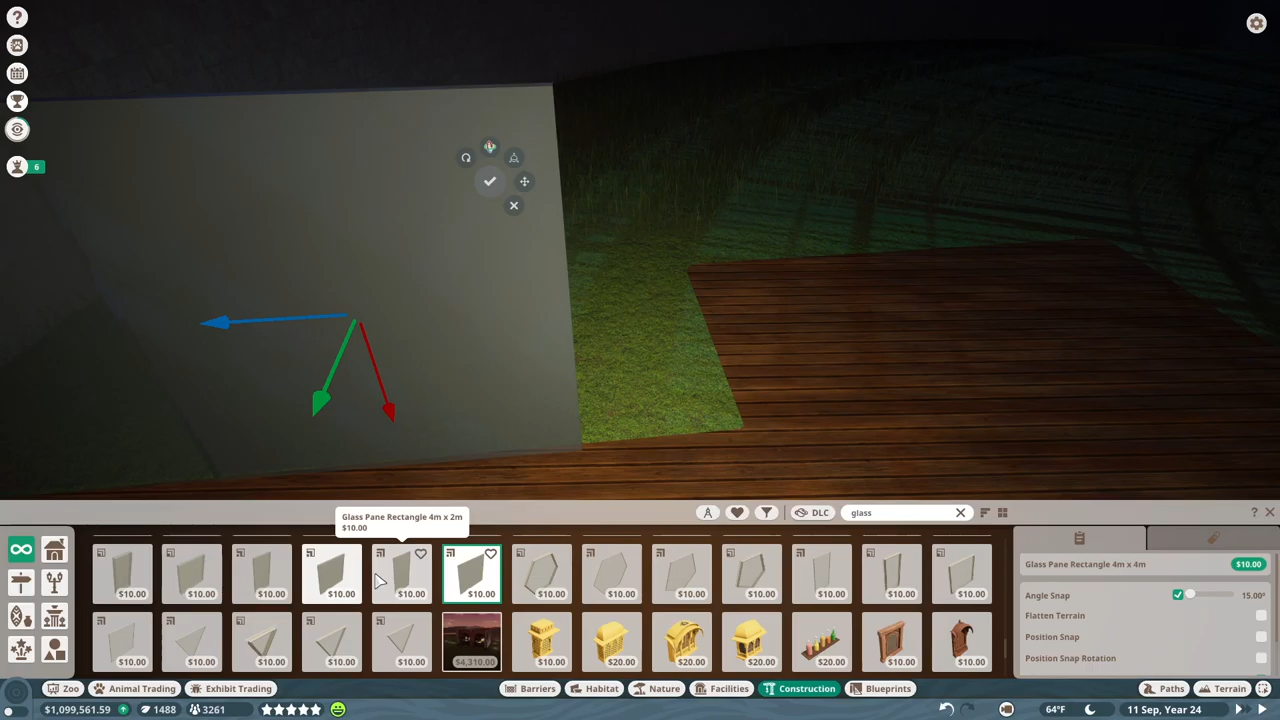 ?
6
Glass Pane Rectangle 4m x 2m
$10.00
DLC
glass
?
$10.00 $10.00 $10.00 $10.00 $10.00 $10.00 $10.00 $10.00 $10.00 $10.00 $10.00 $10.00 $10.00
$10.00 $10.00 $10.00 $10.00 $10.00 $4,310.00 $10.00 $20.00 $10.00 $10.00 $20.00 $10.00 $10.00
Glass Pane Rectangle 4m x 4m $10.00
Angle Snap 15.00°
Flatten Terrain
Position Snap
Position Snap Rotation
Zoo Animal Trading Exhibit Trading Barriers Habitat Nature Facilities Construction Blueprints Paths Terrain
$1,099,561.59 1488 3261 64°F 11 Sep, Year 24